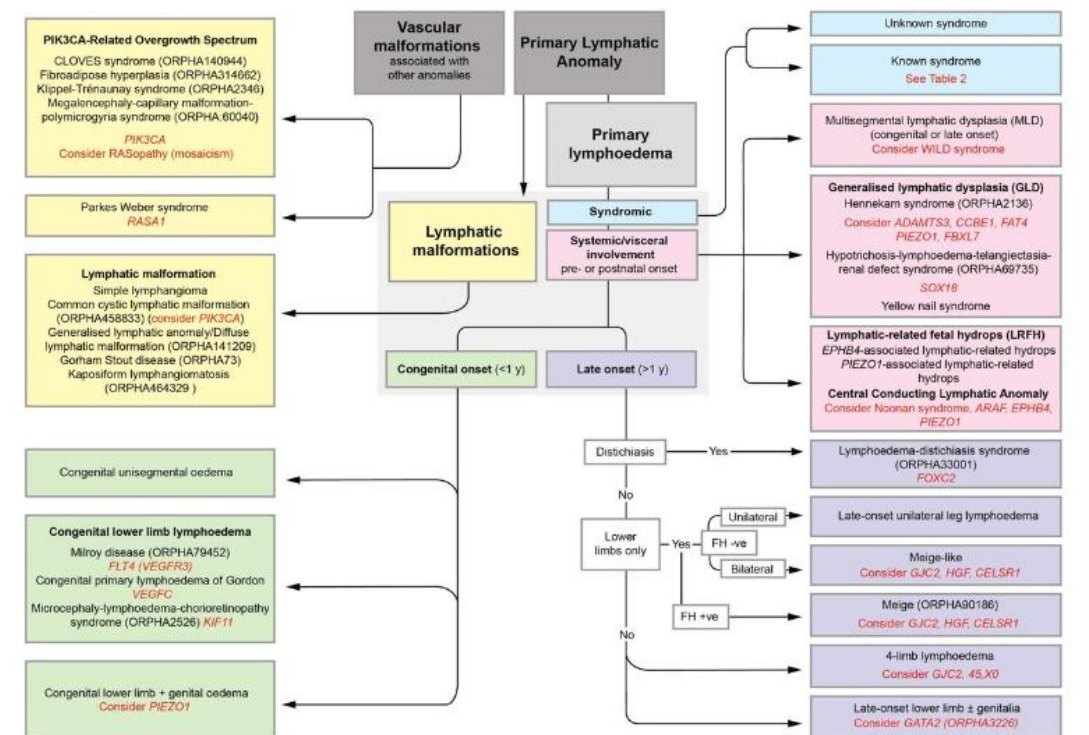 PIK3CA-Related Overgrowth Spectrum
CLOVES syndrome (ORPHA140944)
Fibroadipose hyperplasia (ORPHA314662)
Klippel-Trénaunay syndrome (ORPHA2346)
Megalencephaly-capillary malformation-
polymicrogyria syndrome (ORPHA:60040)
PIK3CA
Consider RASopathy (mosaicism)
Parkes Weber syndrome
RASA1
Lymphatic malformation
Simple lymphangioma
Common cystic lymphatic malformation
(ORPHA458833) (consider PIK3CA)
Generalised lymphatic anomaly/Diffuse
lymphatic malformation (ORPHA141209)
Gorham Stout disease (ORPHA73)
Kaposiform lymphangiomatosis
(ORPHA464329 )
Congenital unisegmental oedema
Congenital lower limb lymphoedema
Milroy disease (ORPHA79452)
FLT4 (VEGFR3)
Congenital primary lymphoedema of Gordon
VEGFC
Microcephaly-lymphoedema-chorioretinopathy
syndrome (ORPHA2526) KIF11
Congenital lower limb + genital oedema
Consider PIEZO1
Vascular
malformations
associated with
other anomalies
Primary Lymphatic
Anomaly
Primary
lymphoedema
Lymphatic
malformations
Syndromic
Systemic/visceral
involvement
pre- or postnatal onset
Congenital onset (<1 y)
Late onset (>1 y)
Distichiasis
Yes
No
Lower
limbs only
Yes
FH -ve
Unilateral
Bilateral
FH +ve
No
Unknown syndrome
Known syndrome
See Table 2
Multisegmental lymphatic dysplasia (MLD)
(congenital or late onset)
Consider WILD syndrome
Generalised lymphatic dysplasia (GLD)
Hennekam syndrome (ORPHA2136)
Consider ADAMTS3, CCBE1, FAT4
PIEZO1, FBXL7
Hypotrichosis-lymphoedema-telangiectasia-
renal defect syndrome (ORPHA69735)
SOX18
Yellow nail syndrome
Lymphatic-related fetal hydrops (LRFH)
EPHB4-associated lymphatic-related hydrops
PIEZO1-associated lymphatic-related
hydrops
Central Conducting Lymphatic Anomaly
Consider Noonan syndrome, ARAF, EPHB4,
PIEZO1
Lymphoedema-distichiasis syndrome
(ORPHA33001)
FOXC2
Late-onset unilateral leg lymphoedema
Meige-like
Consider GJC2, HGF, CELSR1
Meige (ORPHA90186)
Consider GJC2, HGF, CELSR1
4-limb lymphoedema
Consider GJC2, 45,X0
Late-onset lower limb ± genitalia
Consider GATA2 (ORPHA3226)